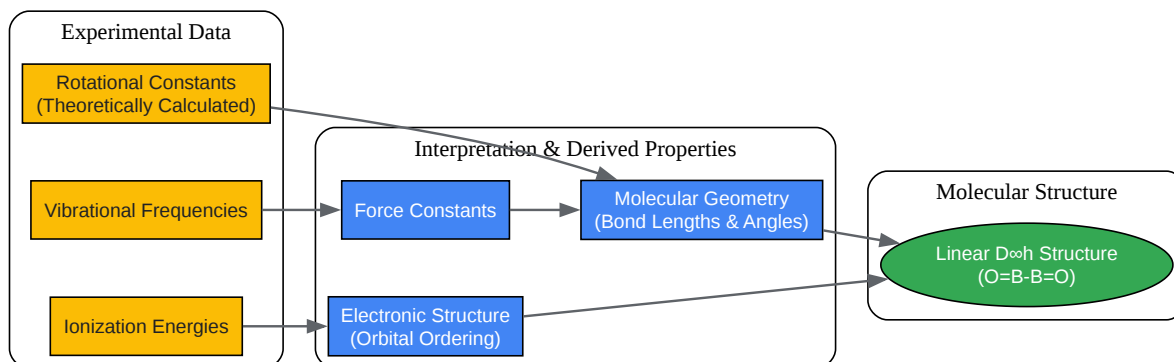 Experimental Data
Rotational Constants
(Theoretically Calculated)
Vibrational Frequencies
Ionization Energies
Interpretation & Derived Properties
Force Constants
Molecular Geometry
(Bond Lengths & Angles)
Electronic Structure
(Orbital Ordering)
Molecular Structure
Linear D∞h Structure
(O=B-B=O)